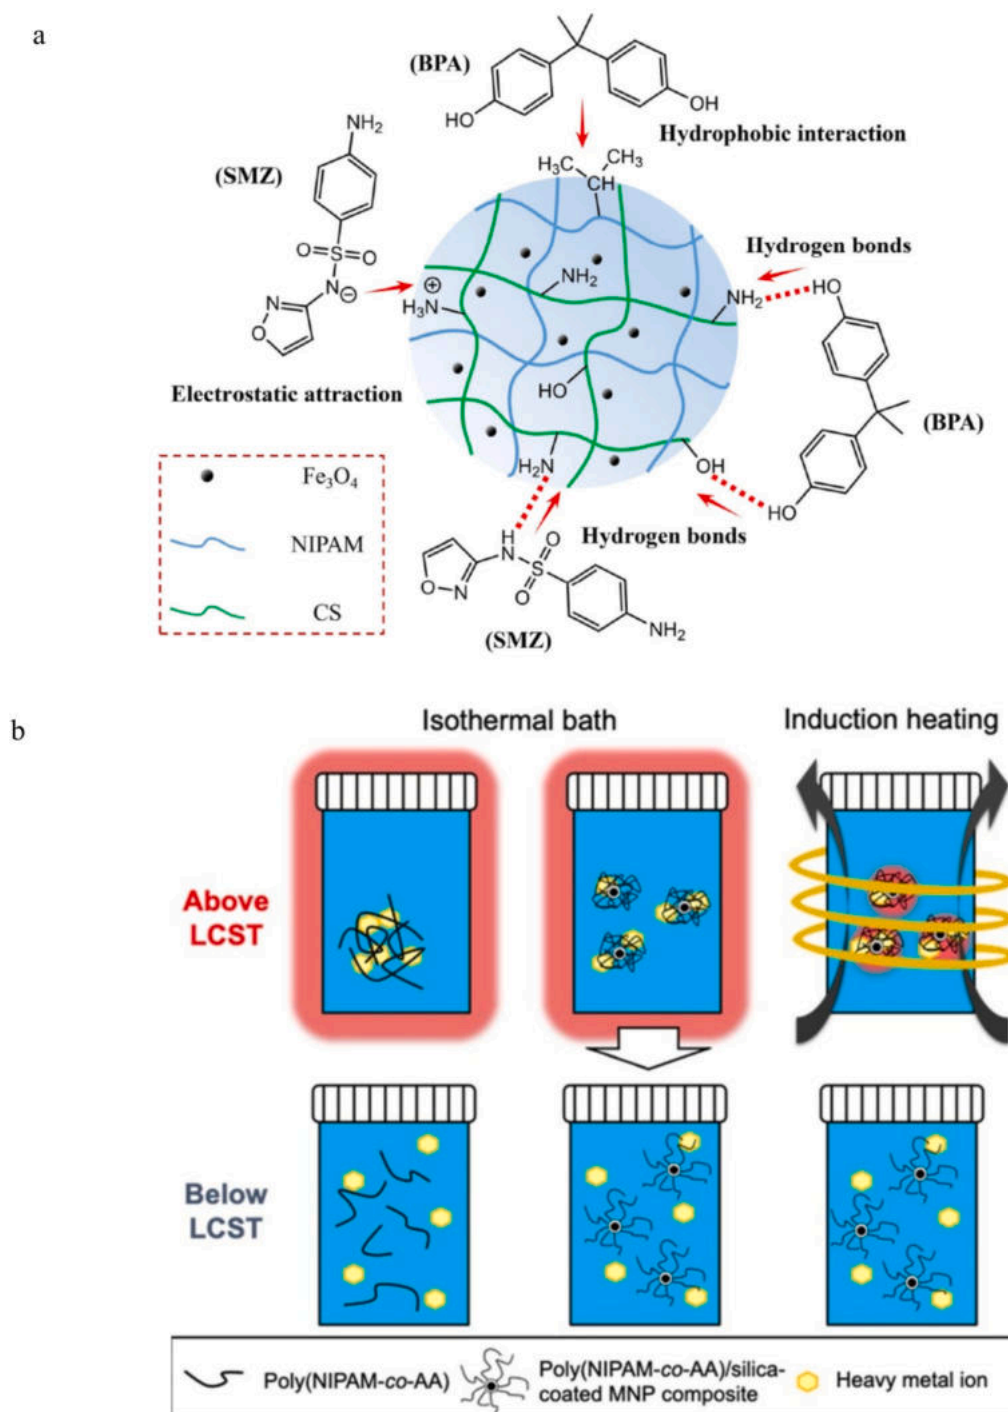 a
(BPA)
HO
OH
Hydrophobic interaction
NH₂
(SMZ)
H₃C
CH₃
CH
O
S
O
N
⊖
N
O
Electrostatic attraction
⊕
H₃N
NH₂
Hydrogen bonds
NH₂
HO
HO
(BPA)
H₂N
OH
HO
Hydrogen bonds
H
N
O
S
O
O
N
NH₂
(SMZ)
Fe₃O₄
NIPAM
CS
b
Isothermal bath
Induction heating
Above
LCST
Below
LCST
Poly(NIPAM-co-AA)
Poly(NIPAM-co-AA)/silica-
coated MNP composite
Heavy metal ion